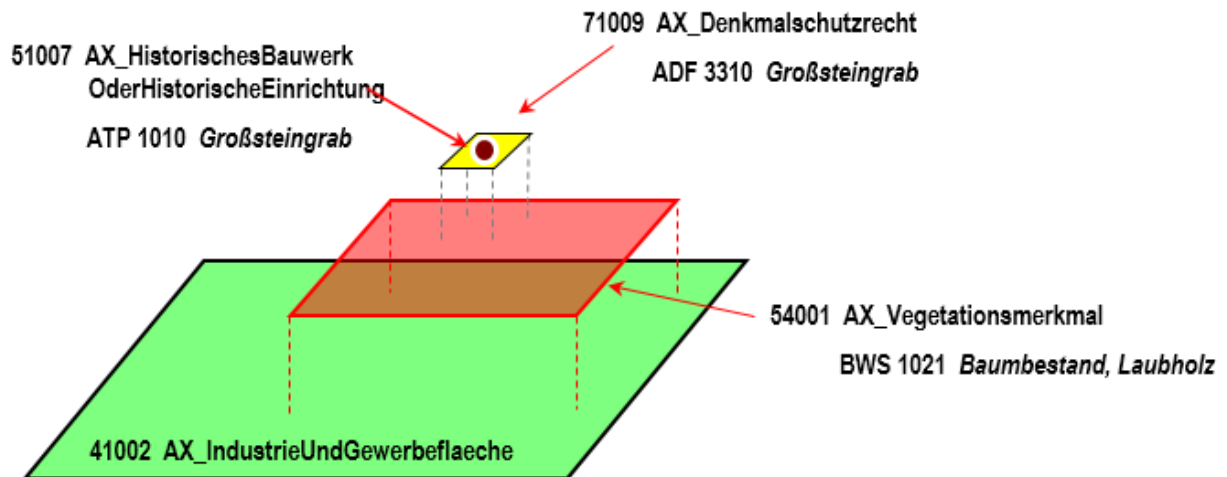 71009 AX_Denkmalschutzrecht
ADF 3310 Großsteingrab
51007 AX_HistorischesBauwerk
OderHistorischeEinrichtung
ATP 1010 Großsteingrab
54001 AX_Vegetationsmerkmal
BWS 1021 Baumbestand, Laubholz
41002 AX_IndustrieUndGewerbeflaeche